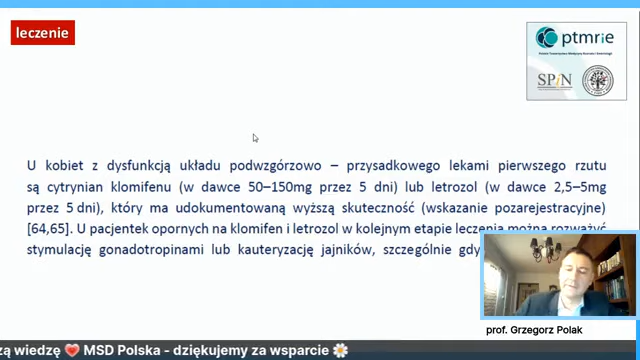 leczenie
ptmrie
SPiN
U kobiet z dysfunkcją układu podwzgórzowo – przysadkowego lekami pierwszego rzutu
są cytrynian klomifenu (w dawce 50–150mg przez 5 dni) lub letrozol (w dawce 2,5–5mg
przez 5 dni), który ma udokumentowaną wyższą skuteczność (wskazanie pozarejestracyjne)
[64,65]. U pacjentek opornych na klomifen i letrozol w kolejnym etapie leczenia można rozważyć
stymulację gonadotropinami lub kauteryzację jajników, szczególnie gdy
prof. Grzegorz Polak
zą wiedzę ❤️ MSD Polska - dziękujemy za wsparcie 🌼